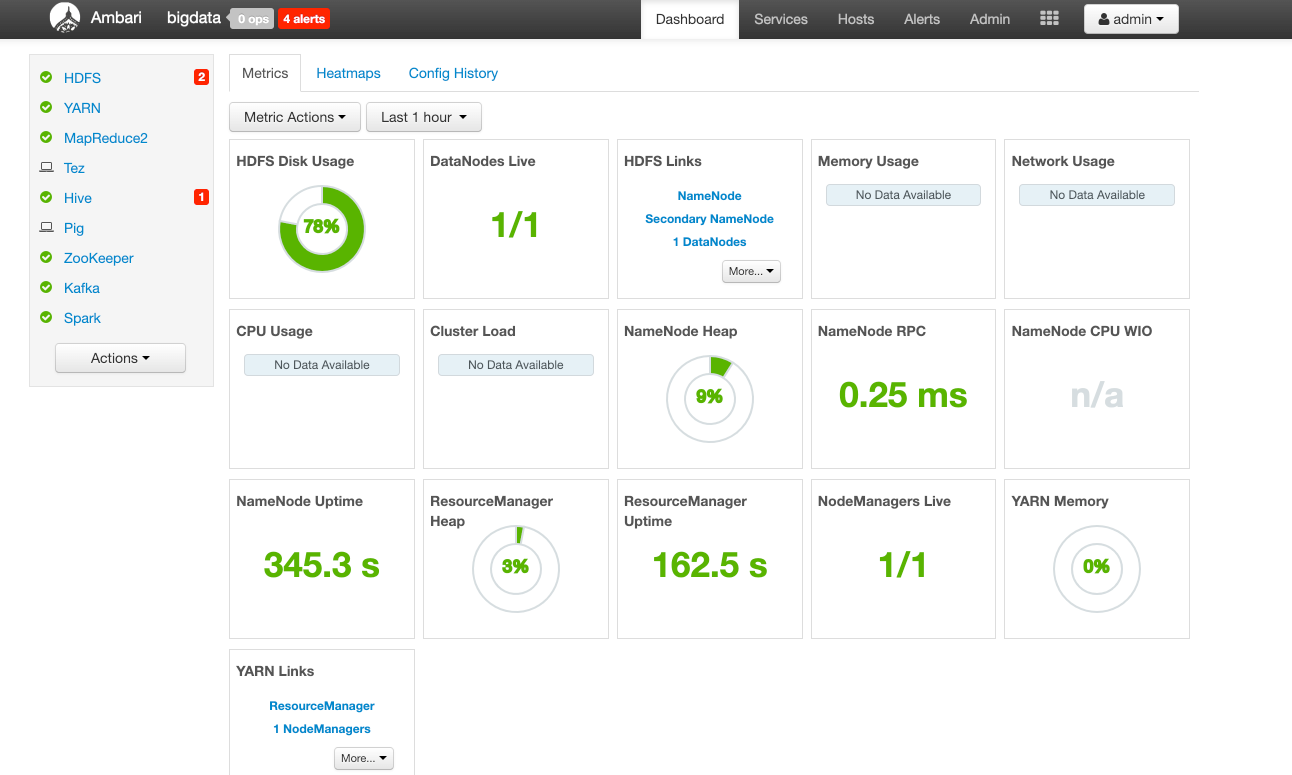 Ambari bigdata 0 ops 4 alerts Dashboard Services Hosts Alerts Admin admin
HDFS 2
YARN
MapReduce2
Tez
Hive 1
Pig
ZooKeeper
Kafka
Spark
Actions
Metrics Heatmaps Config History
Metric Actions Last 1 hour
HDFS Disk Usage
78%
DataNodes Live
1/1
HDFS Links
NameNode
Secondary NameNode
1 DataNodes
More...
Memory Usage
No Data Available
Network Usage
No Data Available
CPU Usage
No Data Available
Cluster Load
No Data Available
NameNode Heap
9%
NameNode RPC
0.25 ms
NameNode CPU WIO
n/a
NameNode Uptime
345.3 s
ResourceManager
Heap
3%
ResourceManager
Uptime
162.5 s
NodeManagers Live
1/1
YARN Memory
0%
YARN Links
ResourceManager
1 NodeManagers
More...